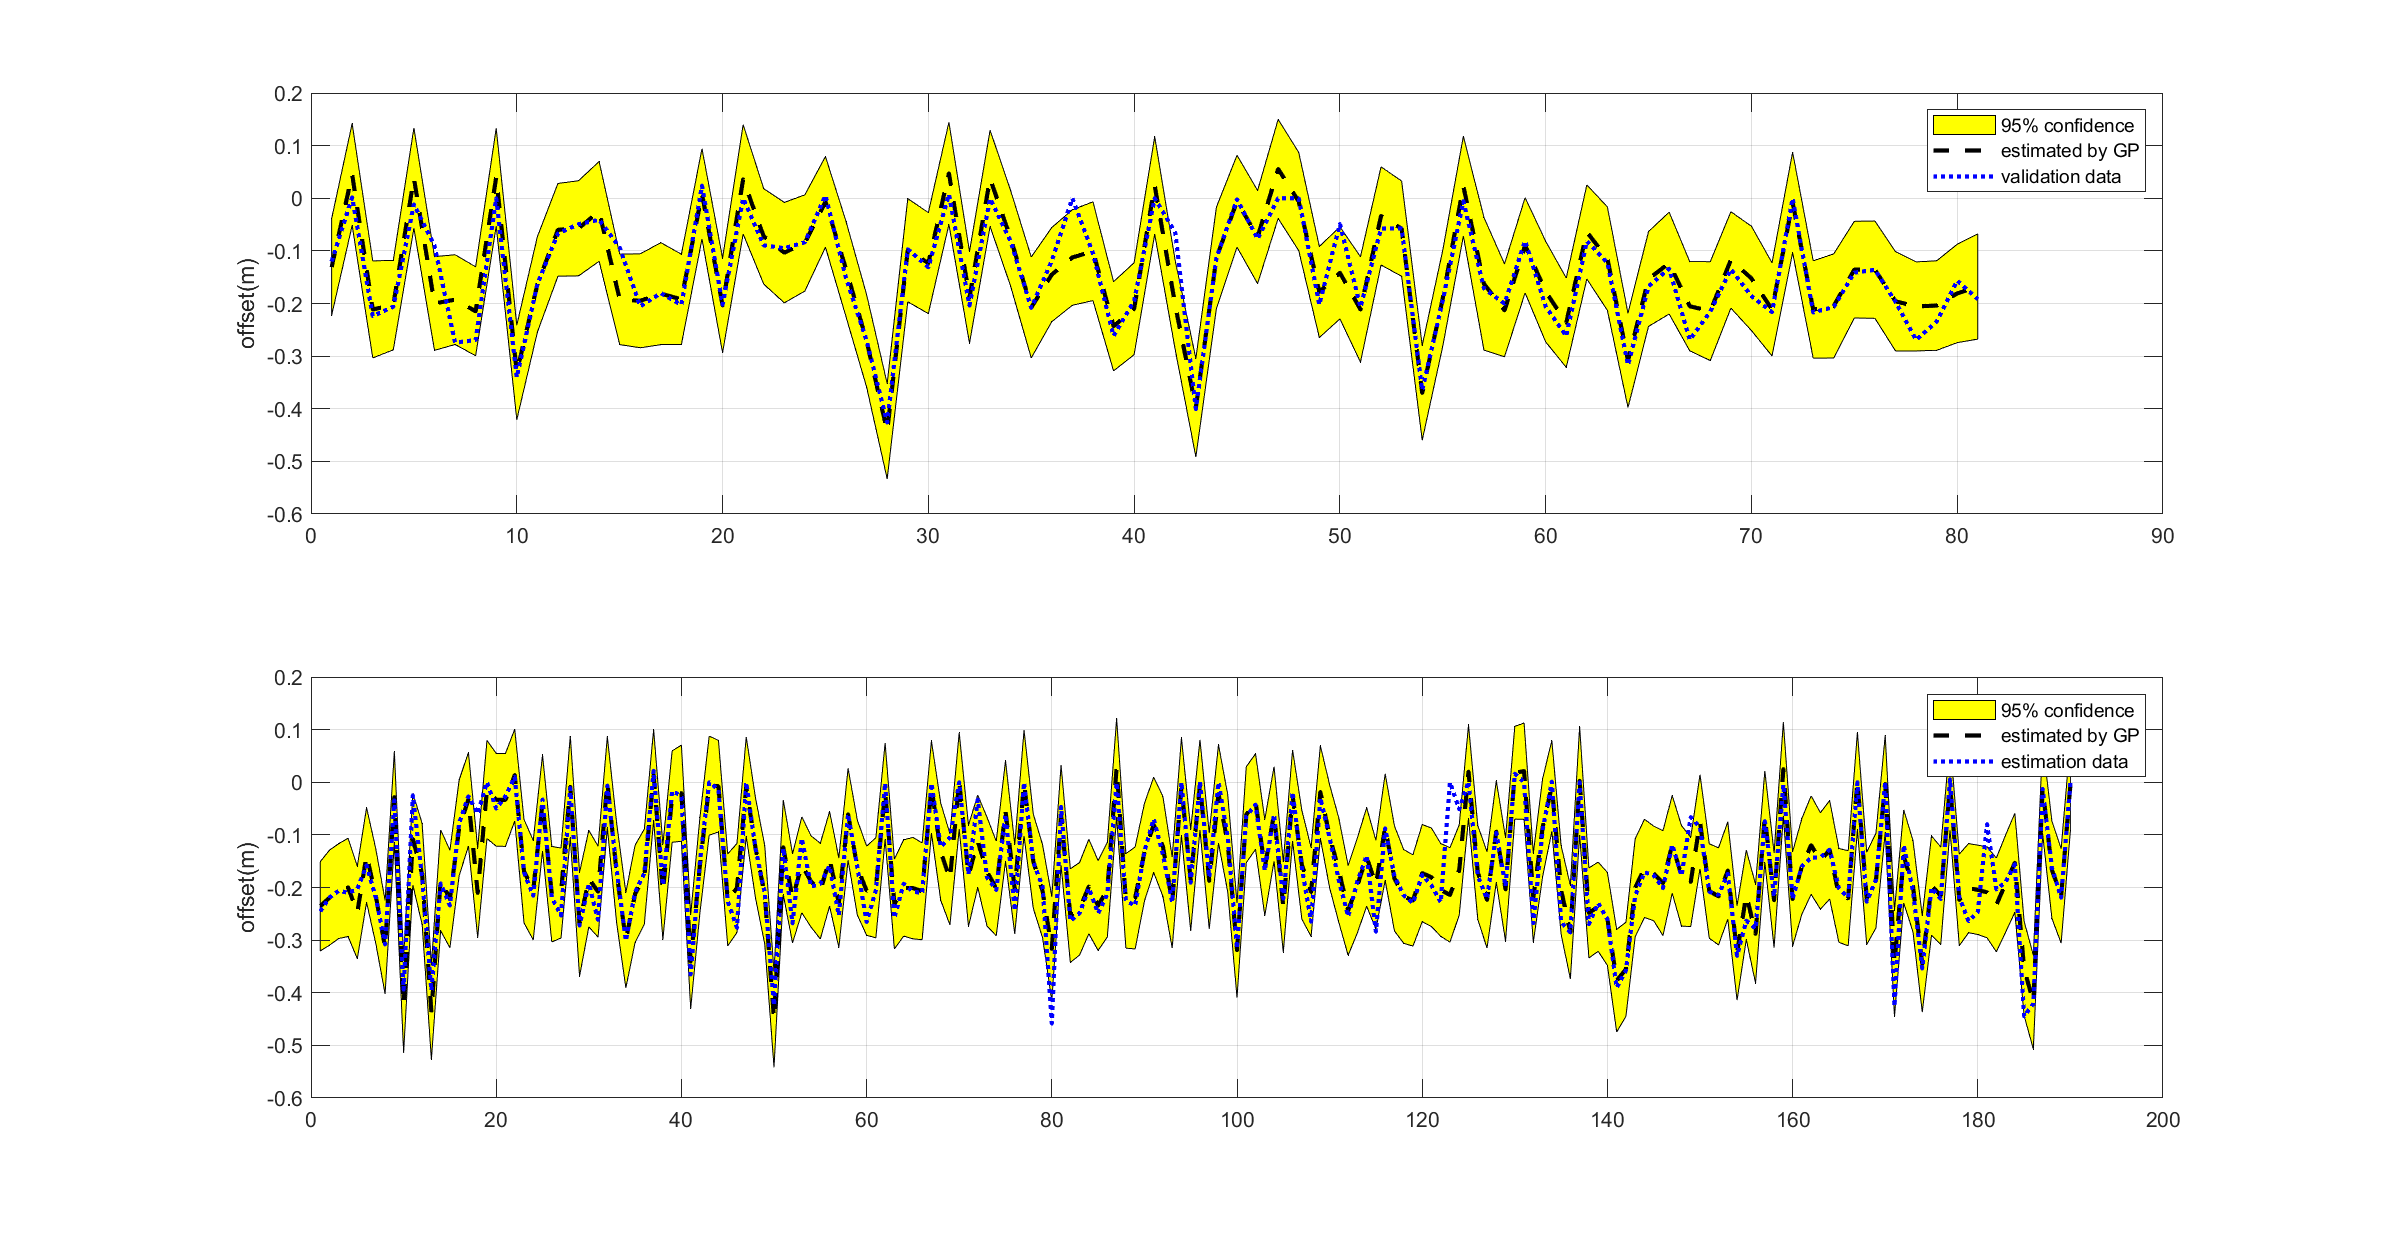 0.2
0.1
0
-0.1
-0.2
-0.3
-0.4
-0.5
-0.6
offset(m)
0 10 20 30 40 50 60 70 80 90
95% confidence
estimated by GP
validation data
0.2
0.1
0
-0.1
-0.2
-0.3
-0.4
-0.5
-0.6
offset(m)
0 20 40 60 80 100 120 140 160 180 200
95% confidence
estimated by GP
estimation data